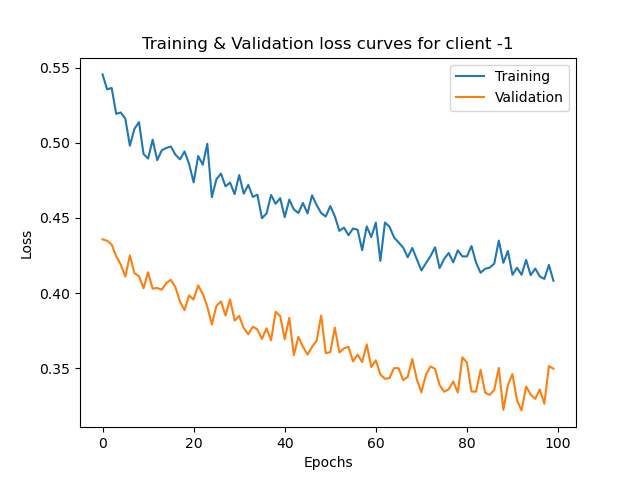 Training & Validation loss curves for client -1
Training
Validation
0.55
0.50
0.45
0.40
0.35
Loss
0 20 40 60 80 100
Epochs